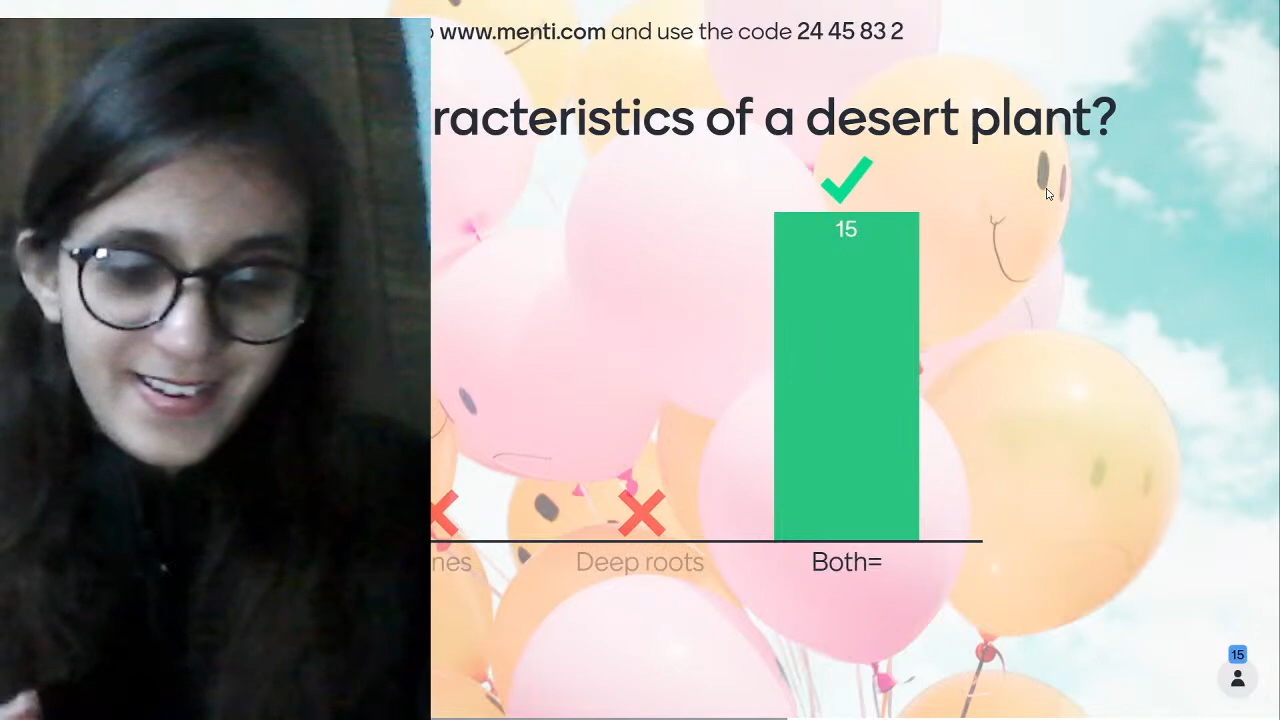 www.menti.com and use the code 24 45 83 2
racteristics of a desert plant?
15
nes
Deep roots
Both=
15